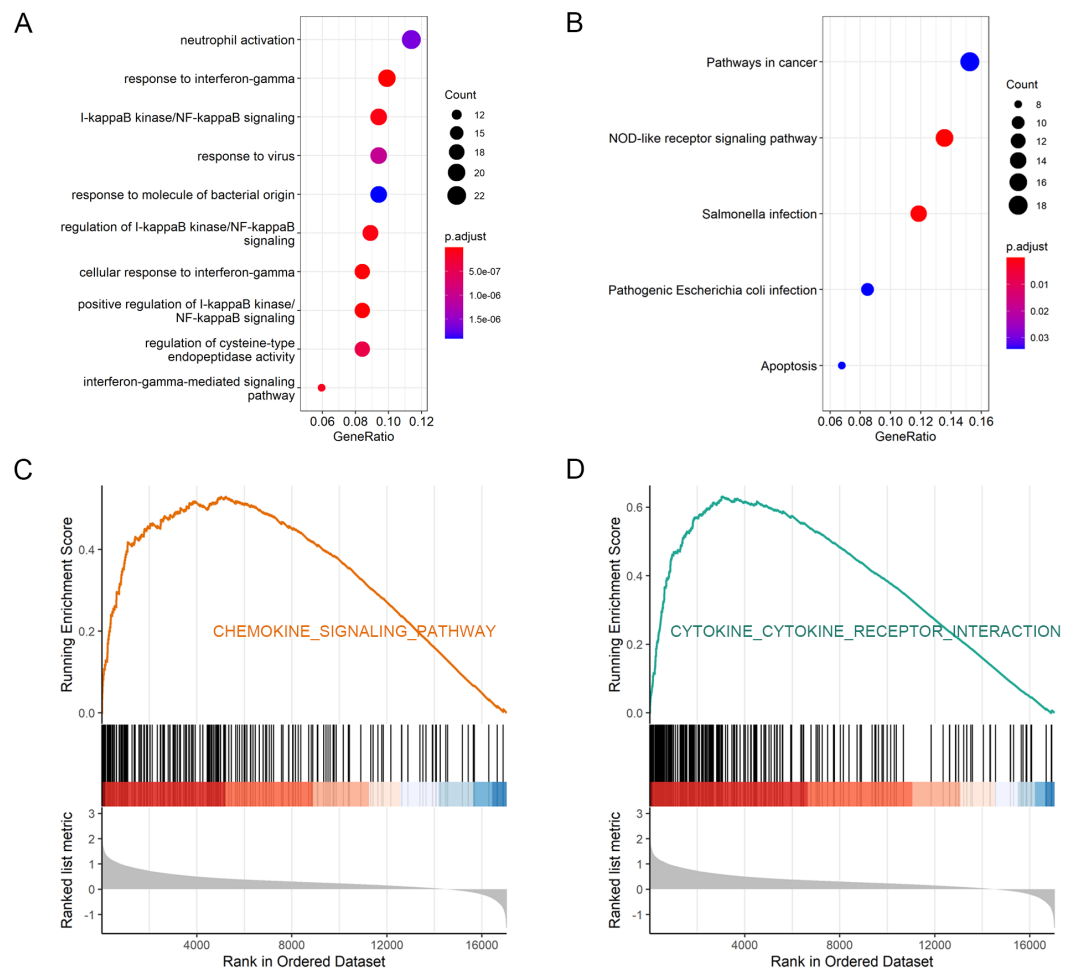 A
neutrophil activation
response to interferon-gamma
I-kappaB kinase/NF-kappaB signaling
response to virus
response to molecule of bacterial origin
regulation of I-kappaB kinase/NF-kappaB
signaling
cellular response to interferon-gamma
positive regulation of I-kappaB kinase/
NF-kappaB signaling
regulation of cysteine-type
endopeptidase activity
interferon-gamma-mediated signaling
pathway
0.06 0.08 0.10 0.12
GeneRatio
Count
12
15
18
20
22
p.adjust
5.0e-07
1.0e-06
1.5e-06
B
Pathways in cancer
NOD-like receptor signaling pathway
Salmonella infection
Pathogenic Escherichia coli infection
Apoptosis
0.06 0.08 0.10 0.12 0.14 0.16
GeneRatio
Count
8
10
12
14
16
18
p.adjust
0.01
0.02
0.03
C
Running Enrichment Score
0.4
0.2
0.0
CHEMOKINE_SIGNALING_PATHWAY
Ranked list metric
3
2
1
0
-1
4000 8000 12000 16000
Rank in Ordered Dataset
D
Running Enrichment Score
0.6
0.4
0.2
0.0
CYTOKINE_CYTOKINE_RECEPTOR_INTERACTION
Ranked list metric
3
2
1
0
-1
4000 8000 12000 16000
Rank in Ordered Dataset